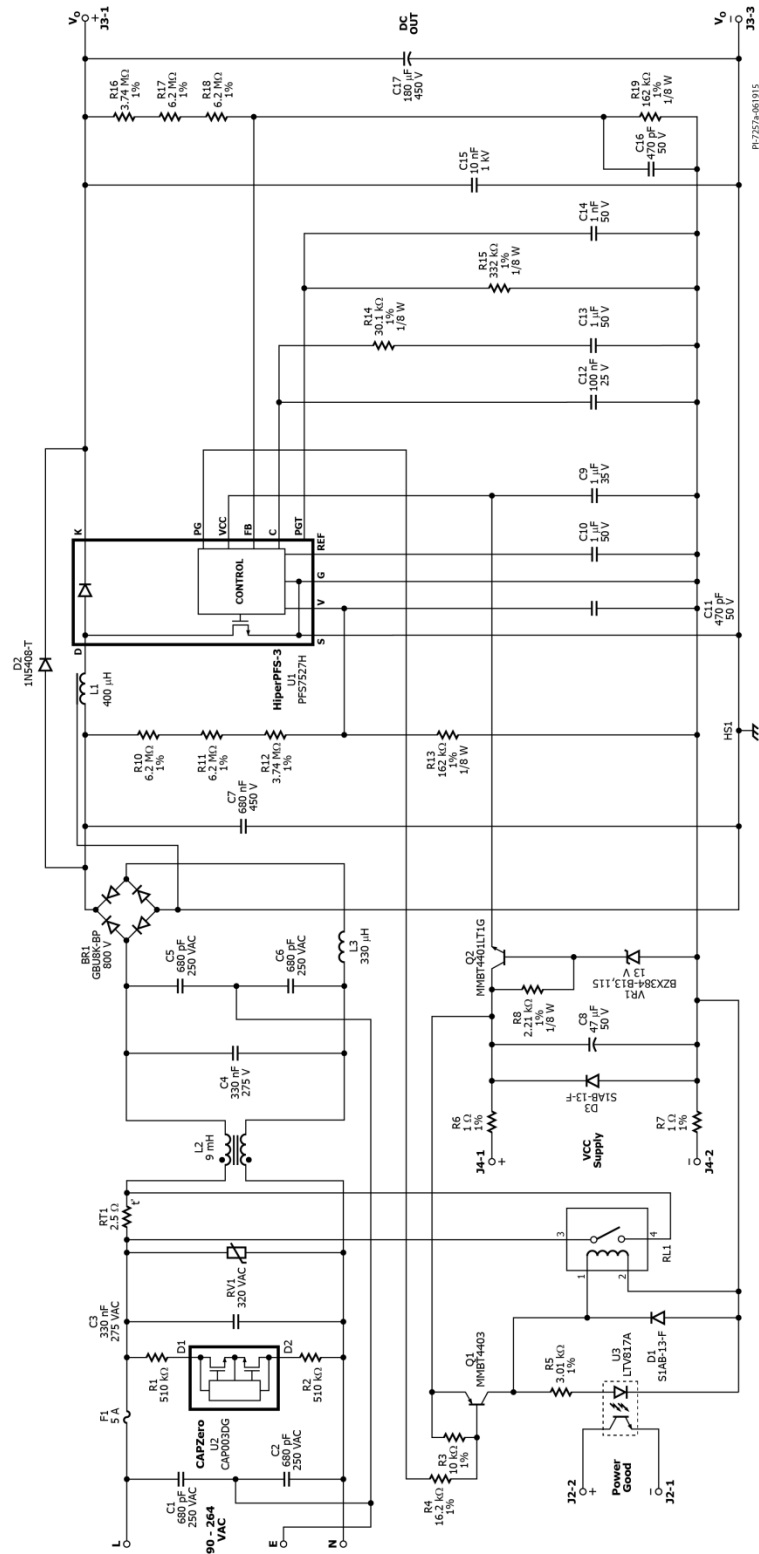 L
E
N
90 - 264
VAC
C1
680 pF
250 VAC
C2
680 pF
250 VAC
F1
5 A
CAPZero
U2
CAP003DG
R1
510 kΩ
R2
510 kΩ
D1
D2
C3
330 nF
275 VAC
RV1
320 VAC
RT1
2.5 Ω
t°
L2
9 mH
C4
330 nF
275 V
C5
680 pF
250 VAC
C6
680 pF
250 VAC
L3
330 µH
BR1
GBU8K-BP
800 V
C7
680 nF
450 V
R10
6.2 MΩ
1%
R11
6.2 MΩ
1%
R12
3.74 MΩ
1%
R13
162 kΩ
1%
1/8 W
D2
1N5408-T
L1
400 µH
HiperPFS-3
U1
PFS7527H
D
K
S
V
G
REF
PG
VCC
FB
C
PGT
CONTROL
C11
470 pF
50 V
C10
1 µF
50 V
C9
1 µF
35 V
C12
100 nF
25 V
R14
30.1 kΩ
1%
1/8 W
C13
1 µF
50 V
R15
332 kΩ
1%
1/8 W
C14
1 nF
50 V
C15
10 nF
1 kV
R16
3.74 MΩ
1%
R17
6.2 MΩ
1%
R18
6.2 MΩ
1%
C16
470 pF
50 V
R19
162 kΩ
1%
1/8 W
C17
180 µF
450 V
VO
+
J3-1
DC
OUT
VO
–
J3-3
HS1
J2-2
+
Power
Good
–
J2-1
R4
16.2 kΩ
1%
R3
10 kΩ
1%
Q1
MMBT4403
R5
3.01 kΩ
1%
U3
LTV817A
D1
S1AB-13-F
RL1
1
2
3
4
J4-1
+
VCC
Supply
–
J4-2
R6
1 Ω
1%
R7
1 Ω
1%
D3
S1AB-13-F
C8
47 µF
50 V
R8
2.21 kΩ
1%
1/8 W
Q2
MMBT4401LT1G
VR1
BZX384-B13,115
13 V
PI-7257a-061915